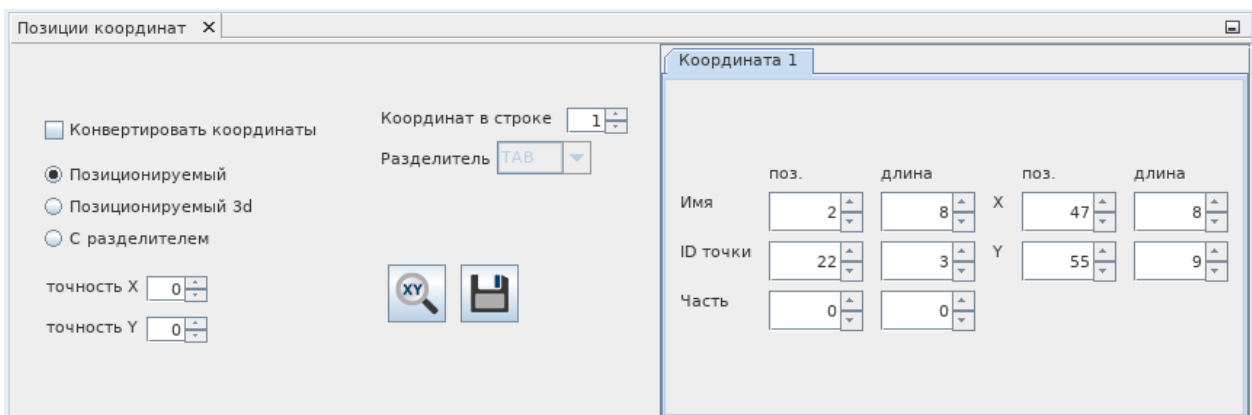 Позиции координат
Координата 1
Конвертировать координаты
Координат в строке 1
Разделитель TAB
Позиционируемый
Позиционируемый 3d
С разделителем
точность X 0
точность Y 0
XY
поз. длина поз. длина
Имя 2 8 X 47 8
ID точки 22 3 Y 55 9
Часть 0 0